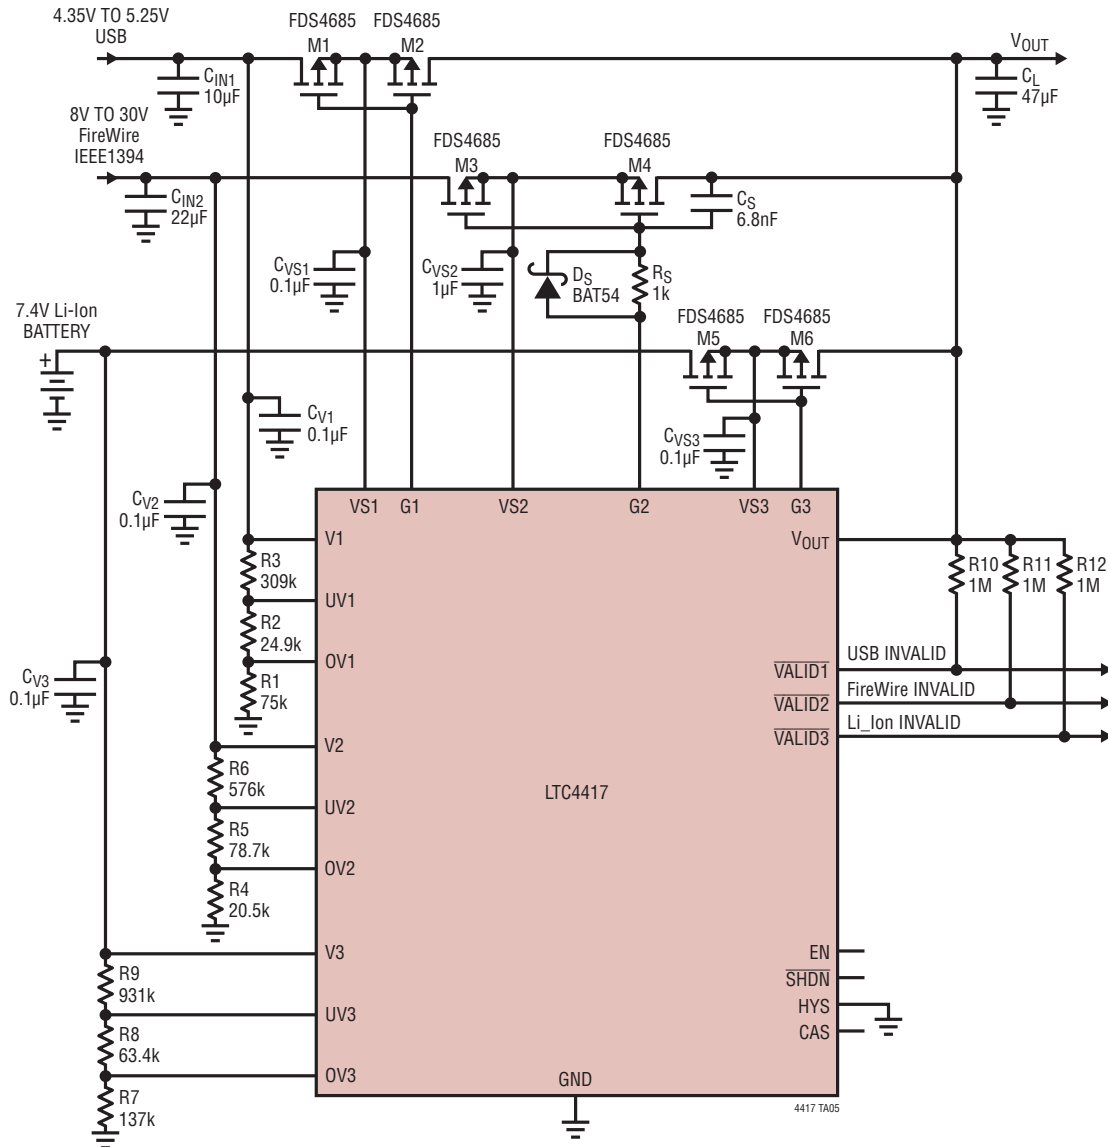 4.35V TO 5.25V
USB
FDS4685
M1
FDS4685
M2
VOUT
CIN1
10µF
CL
47µF
8V TO 30V
FireWire
IEEE1394
FDS4685
M3
FDS4685
M4
CIN2
22µF
CS
6.8nF
CVS1
0.1µF
CVS2
1µF
DS
BAT54
RS
1k
7.4V Li-Ion
BATTERY
+
FDS4685
M5
FDS4685
M6
CV1
0.1µF
CVS3
0.1µF
CV2
0.1µF
VS1
G1
VS2
G2
VS3
G3
V1
VOUT
R3
309k
R10
1M
R11
1M
R12
1M
UV1
R2
24.9k
USB INVALID
OV1
VALID1
CV3
0.1µF
R1
75k
FireWire INVALID
VALID2
Li_Ion INVALID
V2
VALID3
R6
576k
LTC4417
UV2
R5
78.7k
OV2
R4
20.5k
V3
EN
R9
931k
SHDN
UV3
HYS
R8
63.4k
CAS
OV3
R7
137k
GND
4417 TA05